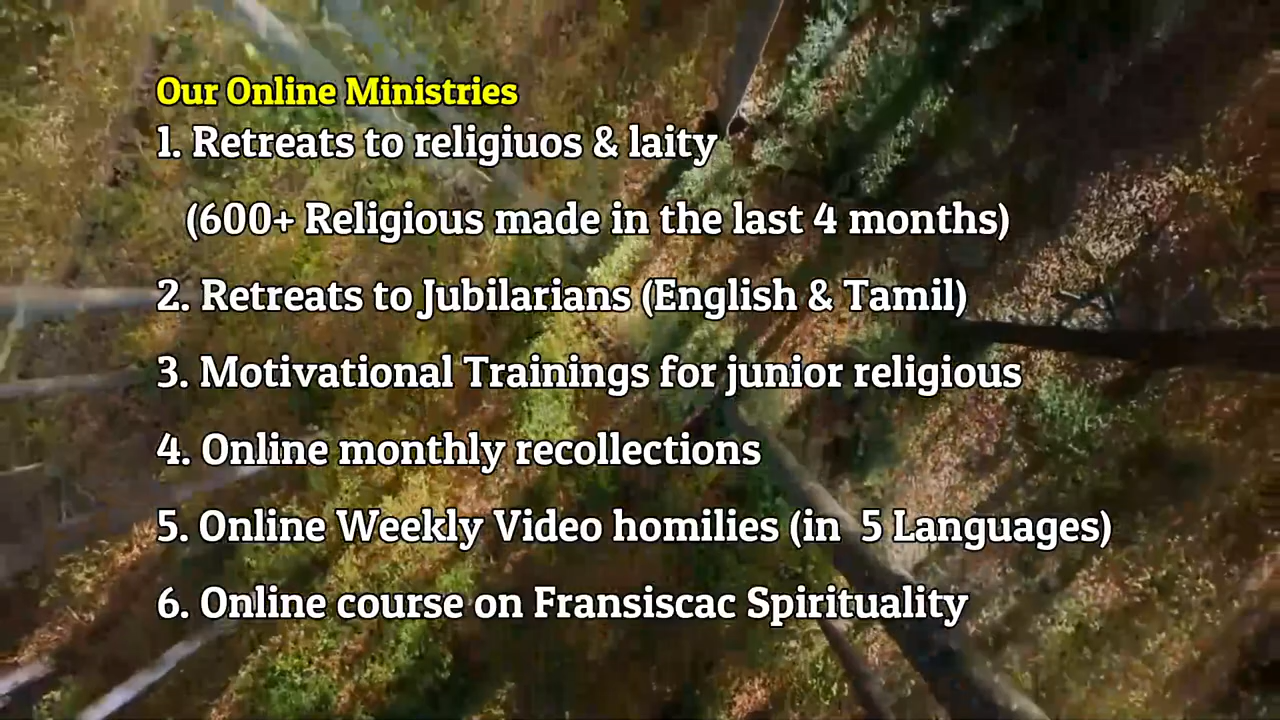 Our Online Ministries
1. Retreats to religiuos & laity
(600+ Religious made in the last 4 months)
2. Retreats to Jubilarians (English & Tamil)
3. Motivational Trainings for junior religious
4. Online monthly recollections
5. Online Weekly Video homilies (in  5 Languages)
6. Online course on Fransiscac Spirituality